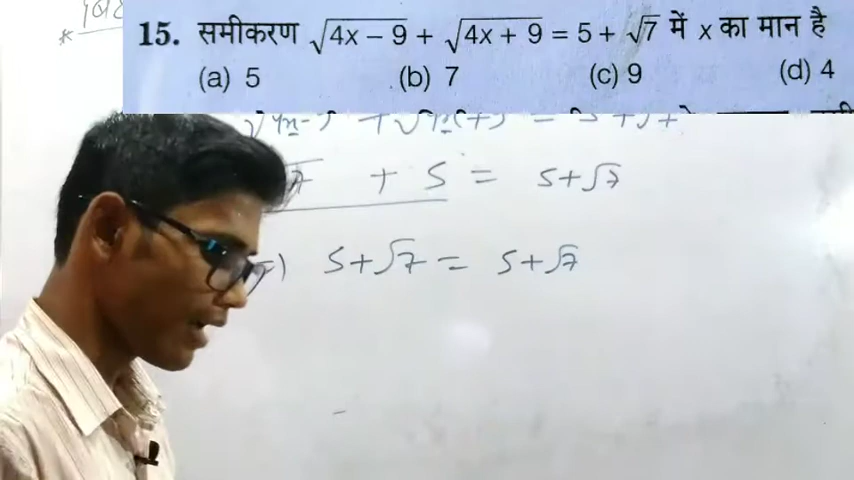 15. समीकरण √4x − 9 + √4x + 9 = 5 + √7 में x का मान है
(a) 5 (b) 7 (c) 9 (d) 4
+ 5 = 5+√7
5+√7 = 5+√7